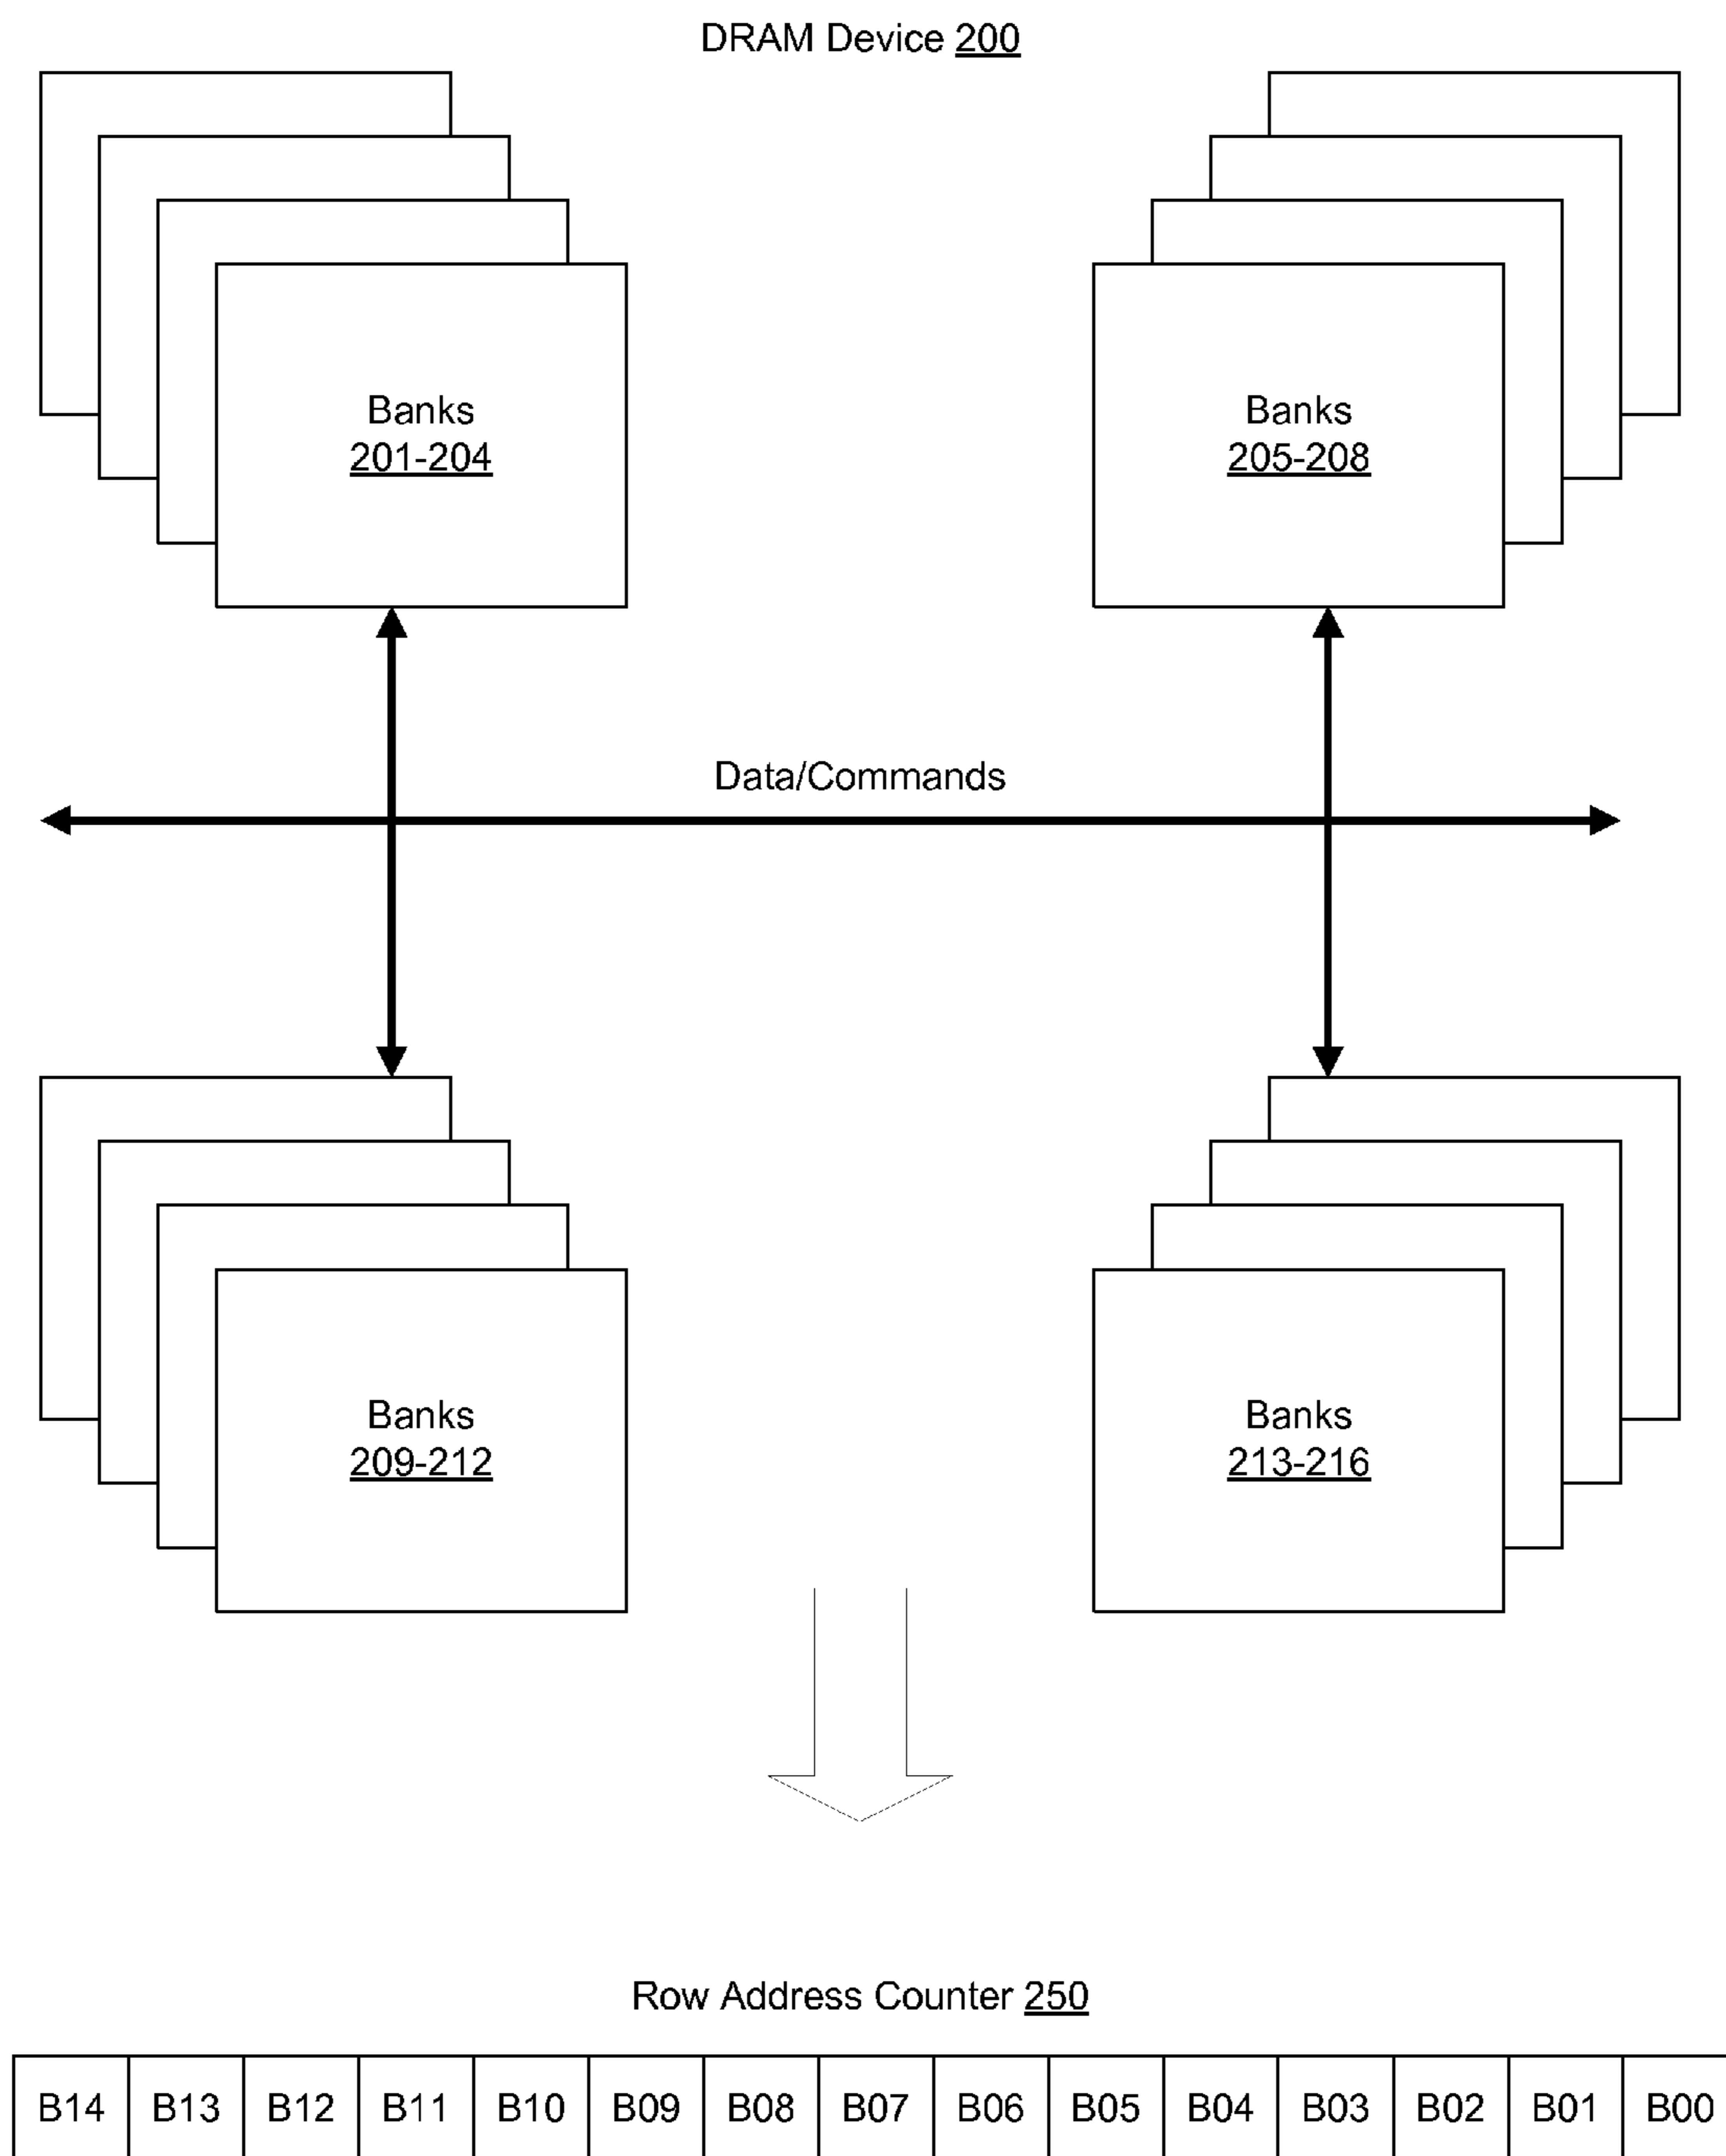 DRAM Device 200
Banks
201-204
Banks
205-208
Data/Commands
Banks
209-212
Banks
213-216
Row Address Counter 250
B14 B13 B12 B11 B10 B09 B08 B07 B06 B05 B04 B03 B02 B01 B00